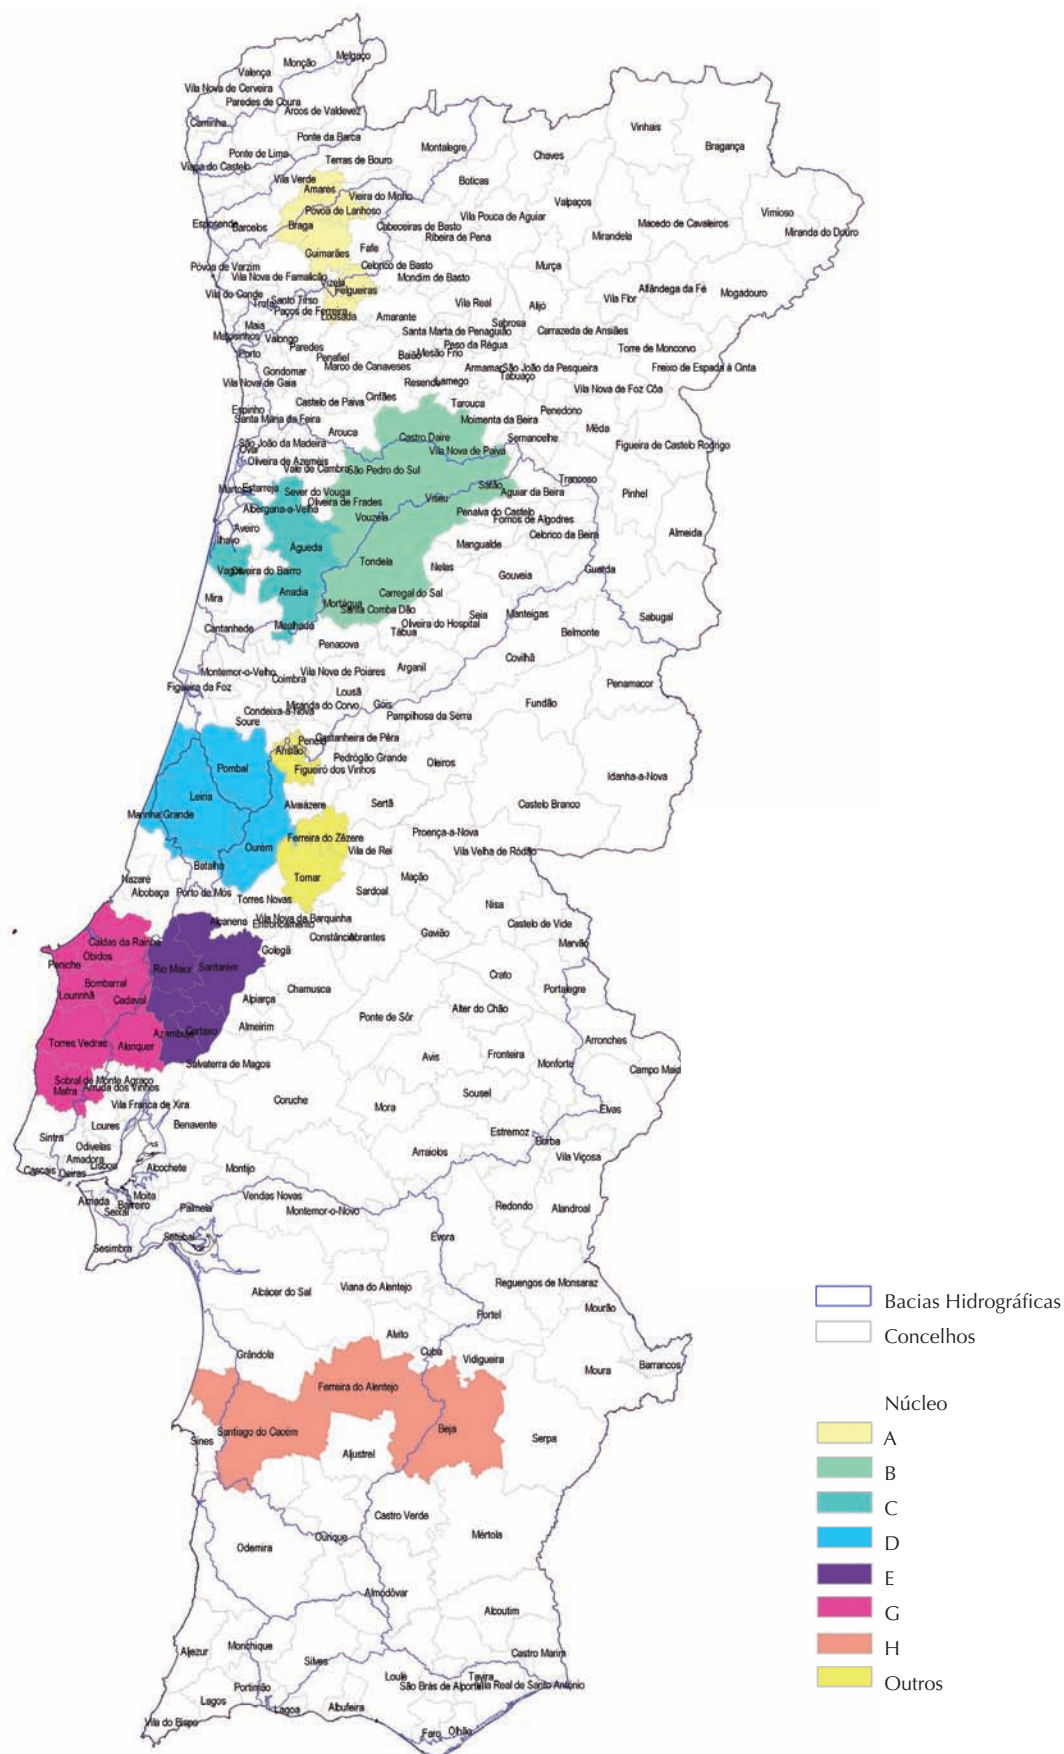 Melgaço
Monção
Valença
Vila Nova de Cerveira
Paredes de Coura
Arcos de Valdevez
Caminha
Vinhais
Ponte da Barca
Bragança
Montalegre
Ponte de Lima
Chaves
Terras de Bouro
Viana do Castelo
Vila Verde
Boticas
Amares
Vieira do Minho
Valpaços
Póvoa de Lanhoso
Vimioso
Vila Pouca de Aguiar
Esposende
Barcelos
Braga
Cabeceiras de Basto
Macedo de Cavaleiros
Miranda do Douro
Ribeira de Pena
Mirandela
Fafe
Guimarães
Póvoa de Varzim
Celorico de Basto
Murça
Vila Nova de Famalicão
Mondim de Basto
Vizela
Felgueiras
Alfândega da Fé
Mogadouro
Vila do Conde
Santo Tirso
Trofa
Vila Real
Alijó
Vila Flor
Paços de Ferreira
Lousada
Amarante
Sabrosa
Maia
Santa Marta de Penaguião
Carrazeda de Ansiães
Matosinhos
Valongo
Paredes
Peso da Régua
Torre de Moncorvo
Porto
Penafiel
Baião
Mesão Frio
Marco de Canaveses
Gondomar
Armamar
São João da Pesqueira
Freixo de Espada à Cinta
Tabuaço
Vila Nova de Gaia
Resende
Lamego
Vila Nova de Foz Côa
Castelo de Paiva
Cinfães
Tarouca
Espinho
Santa Maria da Feira
Moimenta da Beira
Penedono
Mêda
Arouca
Castro Daire
Sernancelhe
São João da Madeira
Ovar
Vila Nova de Paiva
Figueira de Castelo Rodrigo
Oliveira de Azeméis
Vale de Cambra
São Pedro do Sul
Trancoso
Murtosa
Estarreja
Sever do Vouga
Sátão
Aguiar da Beira
Pinhel
Oliveira de Frades
Viseu
Albergaria-a-Velha
Vouzela
Penalva do Castelo
Fornos de Algodres
Aveiro
Celorico da Beira
Almeida
Ílhavo
Águeda
Mangualde
Tondela
Nelas
Vagos
Oliveira do Bairro
Gouveia
Guarda
Anadia
Carregal do Sal
Mira
Mortágua
Santa Comba Dão
Seia
Manteigas
Sabugal
Cantanhede
Mealhada
Oliveira do Hospital
Tábua
Belmonte
Penacova
Covilhã
Montemor-o-Velho
Coimbra
Vila Nova de Poiares
Arganil
Figueira da Foz
Lousã
Penamacor
Condeixa-a-Nova
Miranda do Corvo
Góis
Fundão
Soure
Pampilhosa da Serra
Penela
Castanheira de Pêra
Ansião
Pedrógão Grande
Oleiros
Pombal
Figueiró dos Vinhos
Idanha-a-Nova
Leiria
Alvaiázere
Sertã
Castelo Branco
Marinha Grande
Proença-a-Nova
Ferreira do Zêzere
Ourém
Vila de Rei
Vila Velha de Ródão
Batalha
Tomar
Mação
Nazaré
Alcobaça
Porto de Mós
Torres Novas
Sardoal
Nisa
Alcanena
Vila Nova da Barquinha
Entroncamento
Castelo de Vide
Caldas da Rainha
Constância
Abrantes
Gavião
Marvão
Óbidos
Golegã
Peniche
Rio Maior
Santarém
Crato
Bombarral
Chamusca
Portalegre
Lourinhã
Cadaval
Alpiarça
Alter do Chão
Ponte de Sôr
Azambuja
Cartaxo
Almeirim
Torres Vedras
Alenquer
Arronches
Avis
Fronteira
Salvaterra de Magos
Monforte
Campo Maior
Sobral de Monte Agraço
Mafra
Arruda dos Vinhos
Sousel
Vila Franca de Xira
Coruche
Mora
Elvas
Loures
Benavente
Estremoz
Sintra
Odivelas
Borba
Amadora
Arraiolos
Vila Viçosa
Cascais
Oeiras
Lisboa
Alcochete
Montijo
Almada
Moita
Vendas Novas
Barreiro
Seixal
Palmela
Montemor-o-Novo
Redondo
Alandroal
Setúbal
Évora
Sesimbra
Alcácer do Sal
Viana do Alentejo
Reguengos de Monsaraz
Mourão
Portel
Alvito
Grândola
Cuba
Vidigueira
Moura
Barrancos
Ferreira do Alentejo
Santiago do Cacém
Beja
Sines
Serpa
Aljustrel
Castro Verde
Ourique
Mértola
Odemira
Almodôvar
Alcoutim
Aljezur
Monchique
Castro Marim
Silves
Loulé
Tavira
Portimão
São Brás de Alportel
Vila Real de Santo António
Lagos
Lagoa
Albufeira
Vila do Bispo
Faro
Olhão
Bacias Hidrográficas
Concelhos
Núcleo
A
B
C
D
E
G
H
Outros